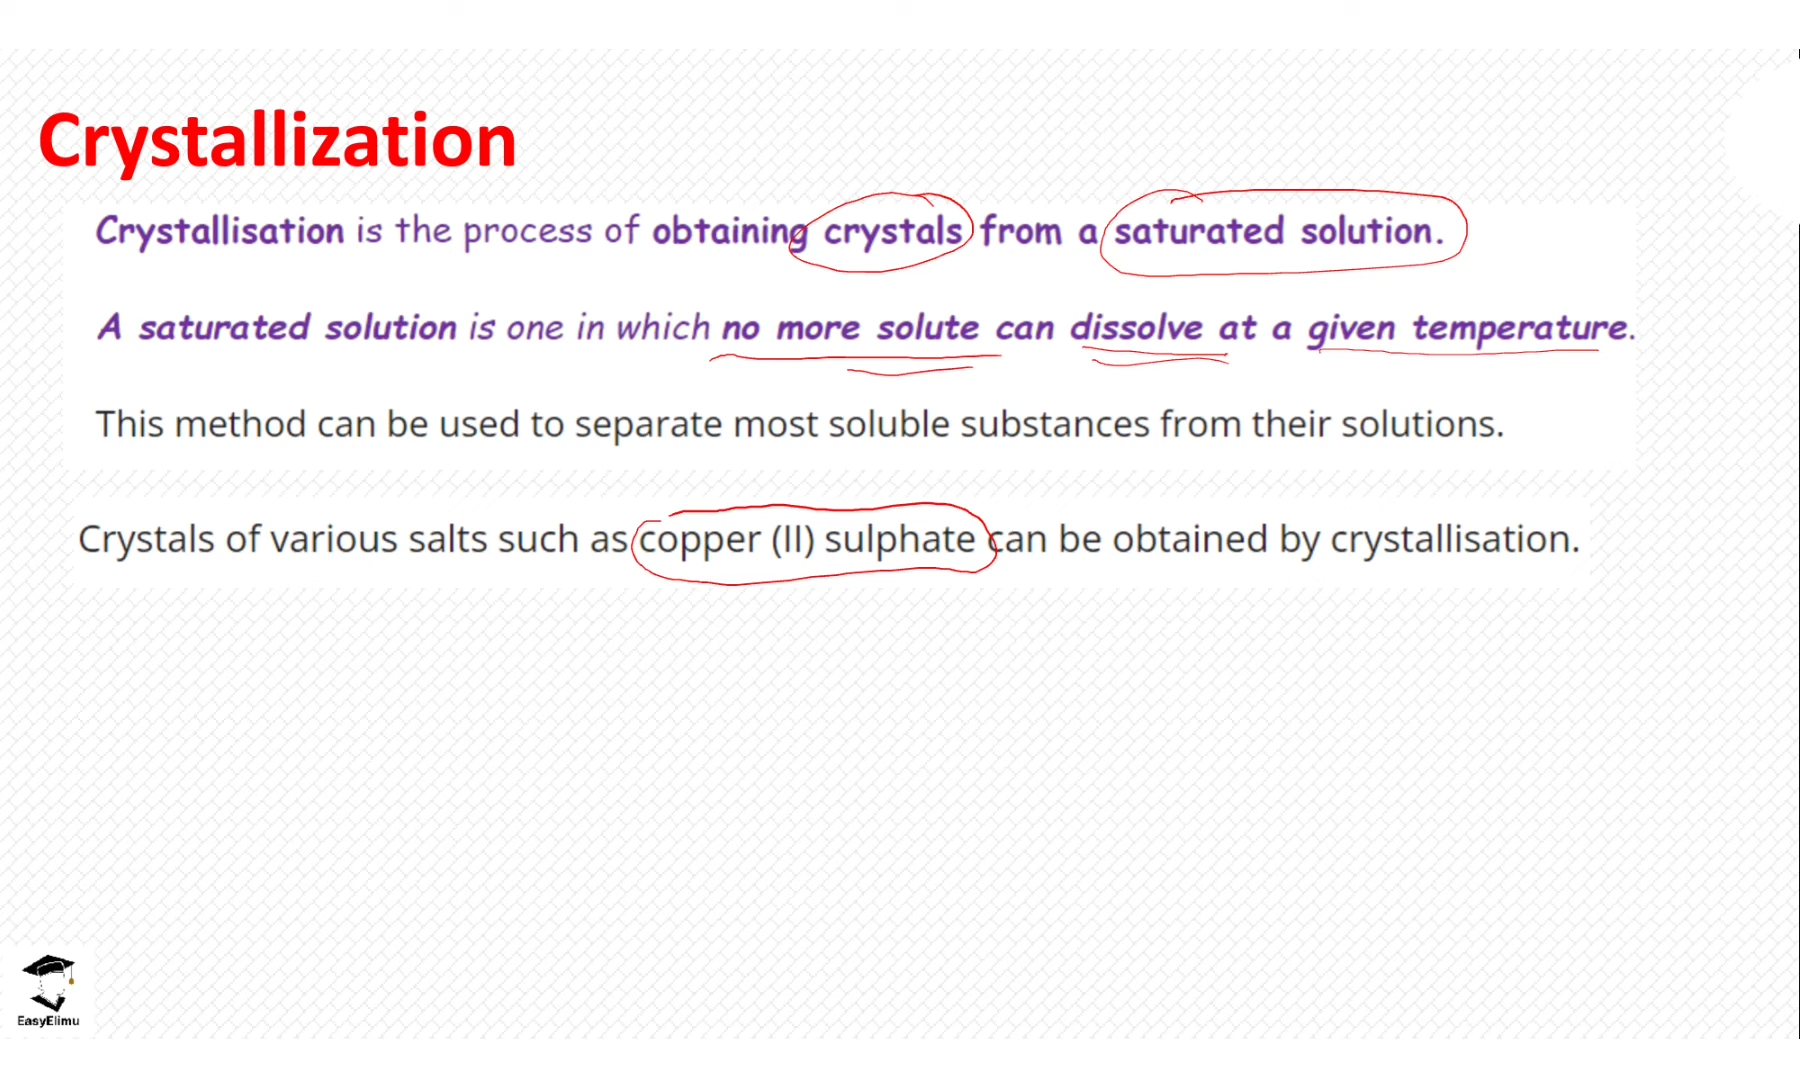 Crystallization
Crystallisation is the process of obtaining crystals from a saturated solution.
A saturated solution is one in which no more solute can dissolve at a given temperature.
This method can be used to separate most soluble substances from their solutions.
Crystals of various salts such as copper (II) sulphate can be obtained by crystallisation.
EasyElimu